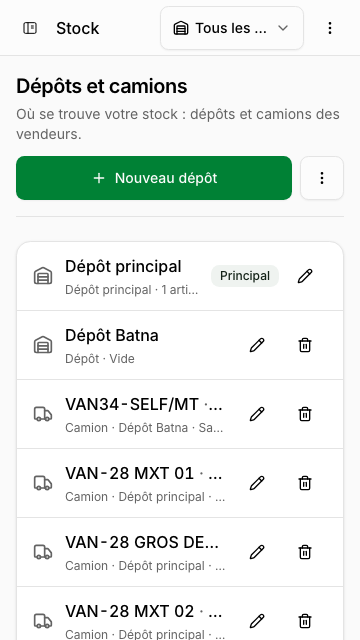 Stock
Tous les ...
Dépôts et camions
Où se trouve votre stock : dépôts et camions des
vendeurs.
Nouveau dépôt
Dépôt principal
Principal
Dépôt principal · 1 arti...
Dépôt Batna
Dépôt · Vide
VAN34-SELF/MT ·...
Camion · Dépôt Batna · Sa...
VAN-28 MXT 01 · ...
Camion · Dépôt principal · ...
VAN-28 GROS DE...
Camion · Dépôt principal · ...
VAN-28 MXT 02 · ...
Camion · Dépôt principal · ...